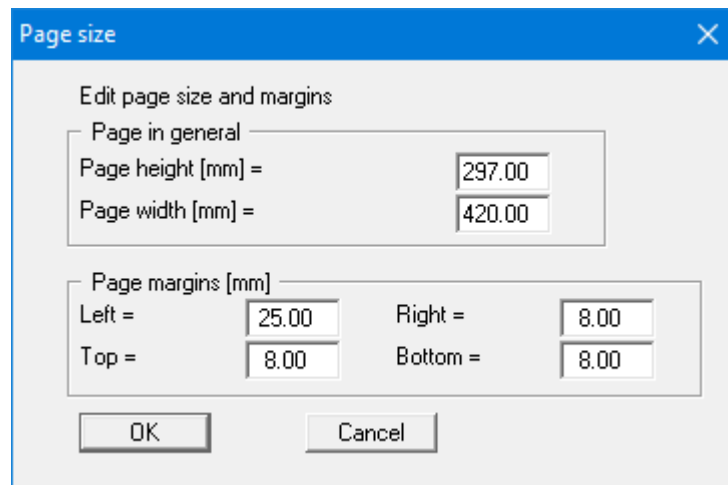 Page size
Edit page size and margins
Page in general
Page height [mm] = 297.00
Page width [mm] = 420.00
Page margins [mm]
Left = 25.00 Right = 8.00
Top = 8.00 Bottom = 8.00
OK Cancel